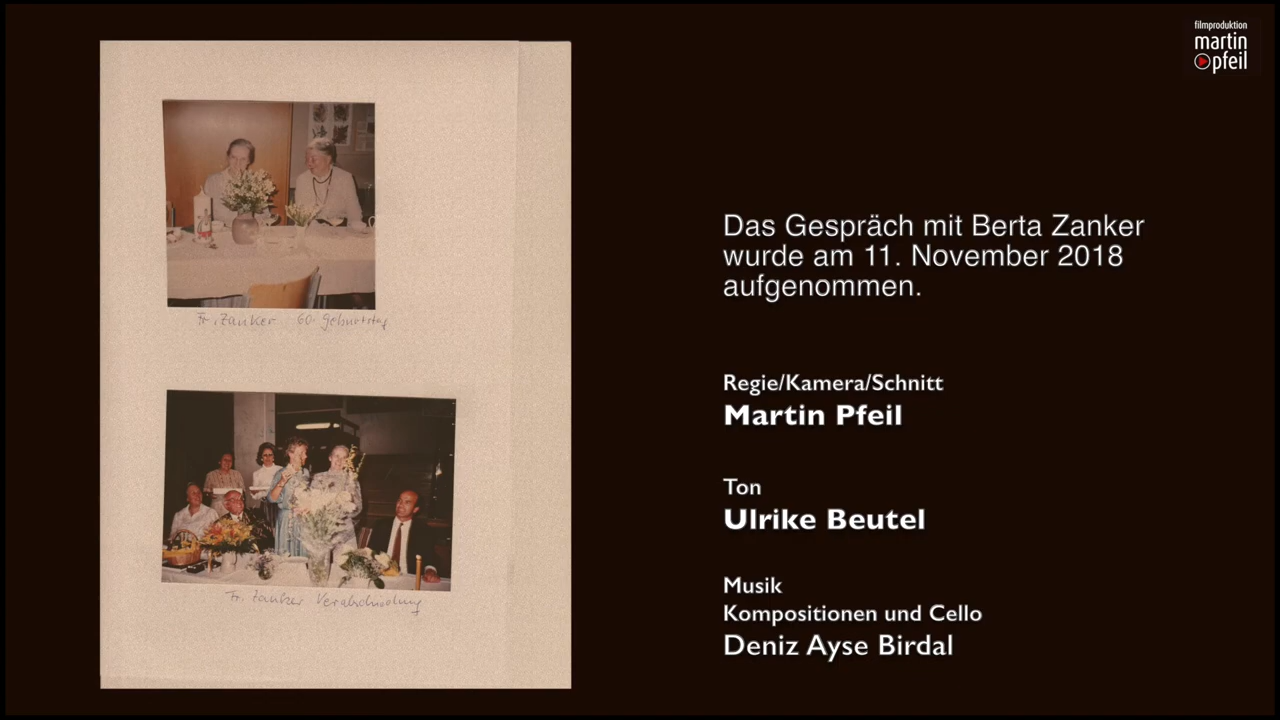 filmproduktion
martin
pfeil
Fr. Zanker 60. Geburtstag
Fr. Zanker Verabschiedung
Das Gespräch mit Berta Zanker
wurde am 11. November 2018
aufgenommen.
Regie/Kamera/Schnitt
Martin Pfeil
Ton
Ulrike Beutel
Musik
Kompositionen und Cello
Deniz Ayse Birdal